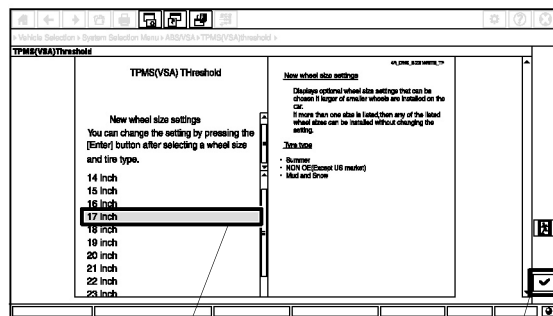 » Vehicle Selection » System Selection Menu » ABS/VSA » TPMS(VSA)threshold »
TPMS(VSA)Threshold
TPMS(VSA) THreshold
New wheel size settings
You can change the setting by pressing the
[Enter] button after selecting a wheel size
and tire type.
14 Inch
15 Inch
16 Inch
17 Inch
18 Inch
19 inch
20 Inch
21 Inch
22 Inch
23 Inch
New wheel size settings
Displays optional wheel size settings that can be
chosen it larger of smaller wheels are installed on the
car.
It more than one size is listed,then any of the listed
wheel sizes can be installed without changing the
setting.
Tyre type
· Summer
· NON OE(Except US market)
· Mud and Snow